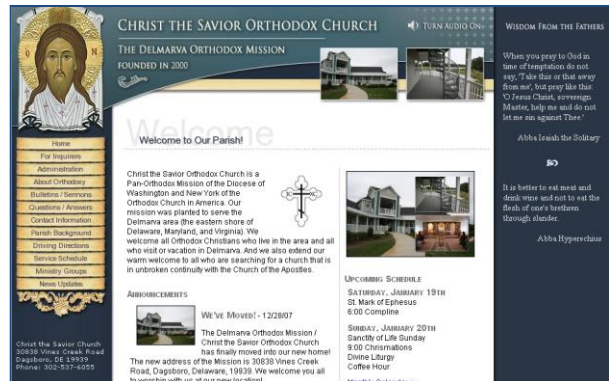 CHRIST THE SAVIOR ORTHODOX CHURCH
TURN AUDIO ON
THE DELMARVA ORTHODOX MISSION
FOUNDED IN 2000
Home
For Inquirers
Administration
About Orthodoxy
Bulletins / Sermons
Questions / Answers
Contact Information
Parish Background
Driving Directions
Service Schedule
Ministry Groups
News Updates
Christ the Savior Church
30838 Vines Creek Road
Dagsboro, DE 19939
Phone: 302-537-6055
Welcome
Welcome to Our Parish!
Christ the Savior Orthodox Church is a
Pan-Orthodox Mission of the Diocese of
Washington and New York of the
Orthodox Church in America. Our
mission was planted to serve the
Delmarva area (the eastern shore of
Delaware, Maryland, and Virginia). We
welcome all Orthodox Christians who live in the area and all
who visit or vacation in Delmarva. And we also extend our
warm welcome to all who are searching for a church that is
in unbroken continuity with the Church of the Apostles.
ANNOUNCEMENTS
WE'VE MOVED! - 12/28/07
The Delmarva Orthodox Mission /
Christ the Savior Orthodox Church
has finally moved into our new home!
The new address of the Mission is 30838 Vines Creek
Road, Dagsboro, Delaware, 19939. We welcome you all
to worship with us at our new location!
UPCOMING SCHEDULE
SATURDAY, JANUARY 19TH
St. Mark of Ephesus
6:00 Compline
SUNDAY, JANUARY 20TH
Sanctity of Life Sunday
9:00 Chrismations
Divine Liturgy
Coffee Hour
WISDOM FROM THE FATHERS
When you pray to God in
time of temptation do not
say, 'Take this or that away
from me', but pray like this:
'O Jesus Christ, sovereign
Master, help me and do not
let me sin against Thee.'
Abba Isaiah the Solitary
It is better to eat meat and
drink wine and not to eat the
flesh of one's brethren
through slander.
Abba Hyperechius